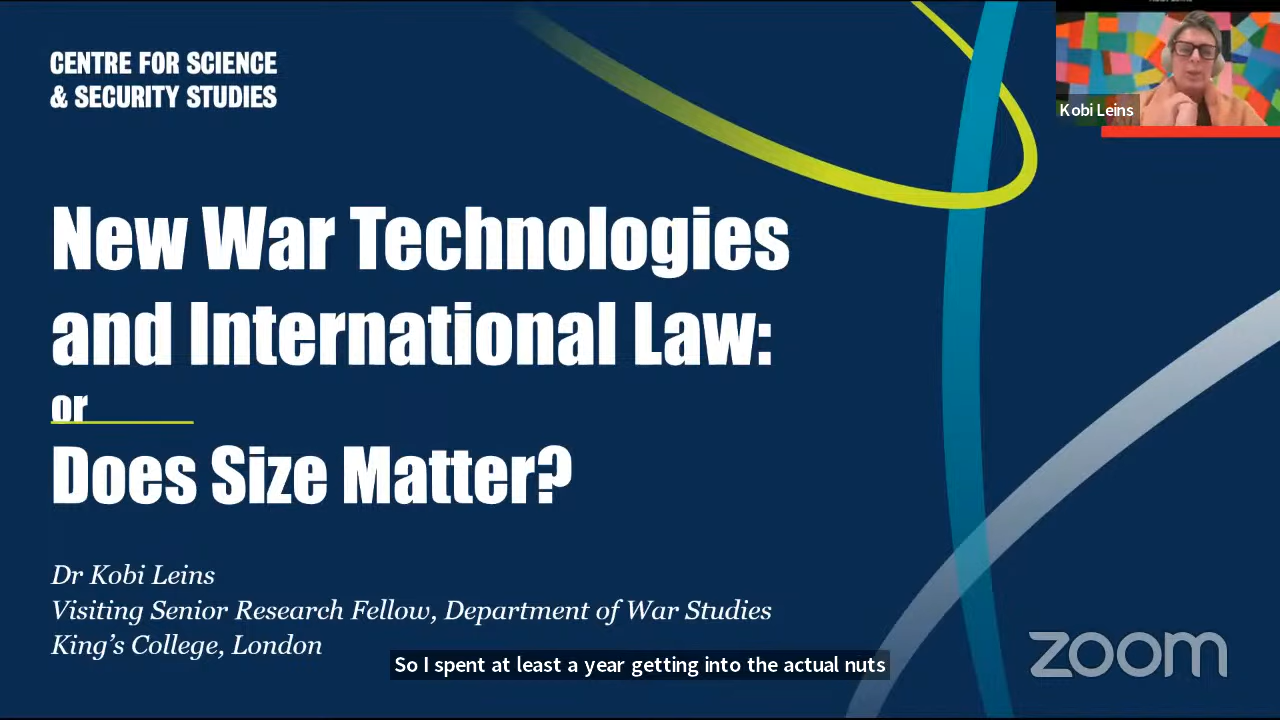 CENTRE FOR SCIENCE
& SECURITY STUDIES
Kobi Leins
New War Technologies
and International Law:
or
Does Size Matter?
Dr Kobi Leins
Visiting Senior Research Fellow, Department of War Studies
King's College, London
So I spent at least a year getting into the actual nuts
zoom